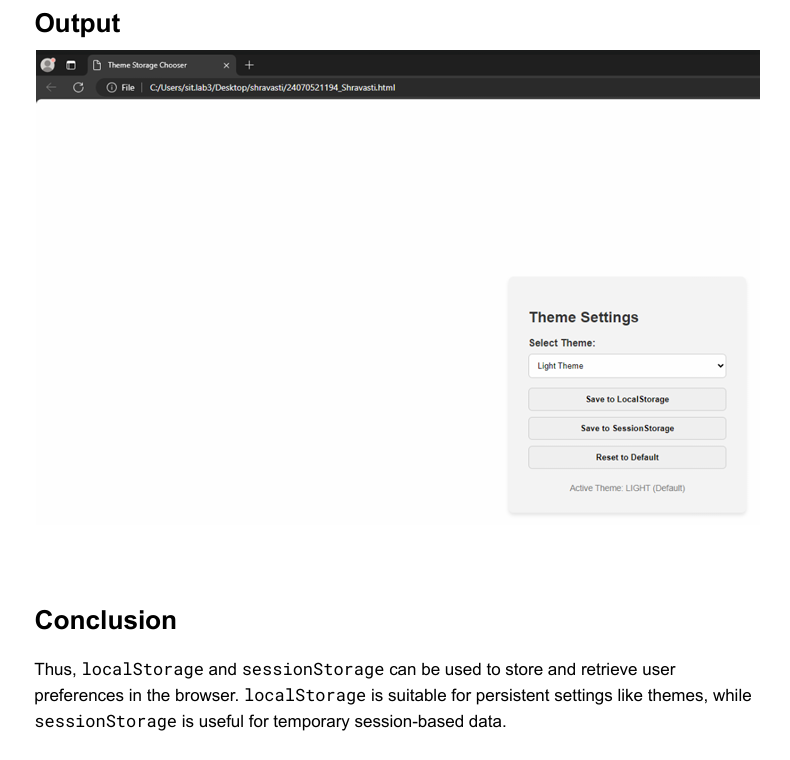 Output
Theme Storage Chooser
File C:/Users/sit.lab3/Desktop/shravasti/24070521194_Shravasti.html
Theme Settings
Select Theme:
Light Theme
Save to LocalStorage
Save to SessionStorage
Reset to Default
Active Theme: LIGHT (Default)
Conclusion
Thus, localStorage and sessionStorage can be used to store and retrieve user
preferences in the browser. localStorage is suitable for persistent settings like themes, while
sessionStorage is useful for temporary session-based data.